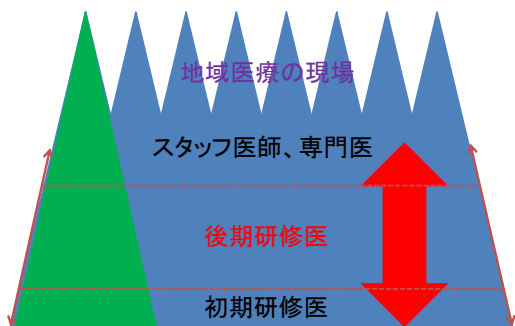 地域医療の現場
スタッフ医師、専門医
後期研修医
初期研修医